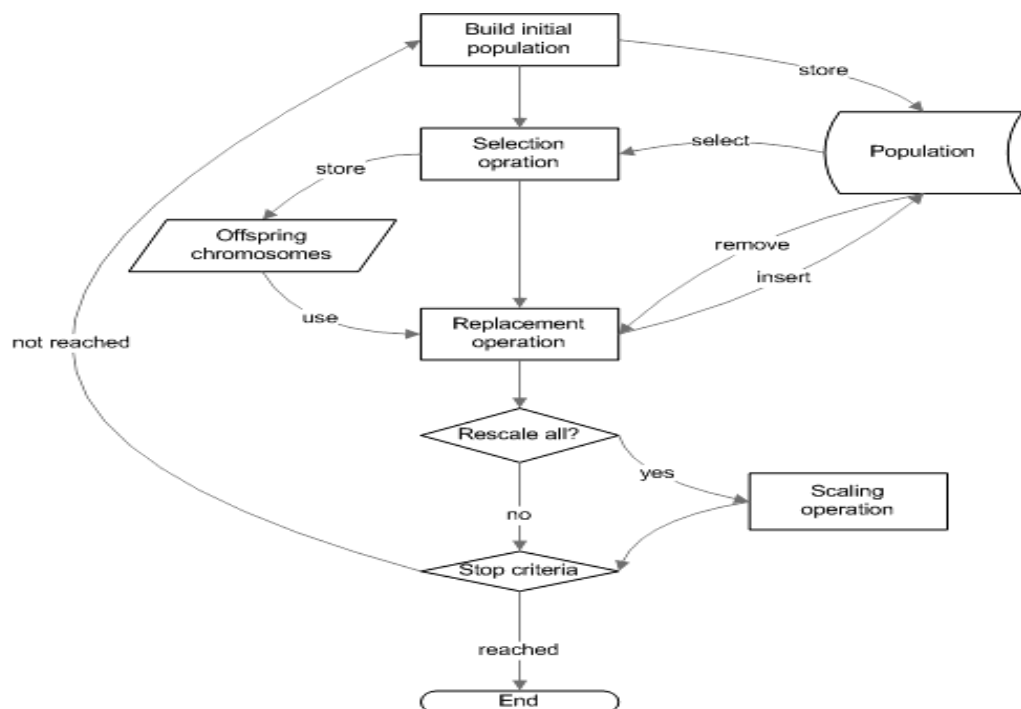 Build initial
population
store
Selection
opration
select
Population
store
Offspring
chromosomes
remove
insert
use
Replacement
operation
not reached
Rescale all?
yes
Scaling
operation
no
Stop criteria
reached
End